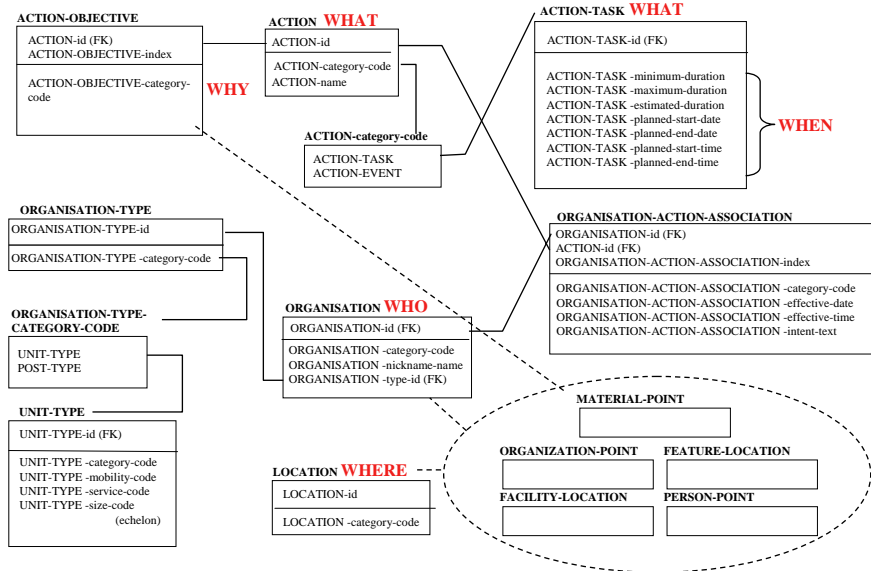 ACTION-OBJECTIVE
ACTION-id (FK)
ACTION-OBJECTIVE-index
ACTION-OBJECTIVE-category-
code
WHY
ACTION WHAT
ACTION-id
ACTION-category-code
ACTION-name
ACTION-category-code
ACTION-TASK
ACTION-EVENT
ACTION-TASK WHAT
ACTION-TASK-id (FK)
ACTION-TASK -minimum-duration
ACTION-TASK -maximum-duration
ACTION-TASK -estimated-duration
ACTION-TASK -planned-start-date
ACTION-TASK -planned-end-date
ACTION-TASK -planned-start-time
ACTION-TASK -planned-end-time
WHEN
ORGANISATION-TYPE
ORGANISATION-TYPE-id
ORGANISATION-TYPE -category-code
ORGANISATION-TYPE-
CATEGORY-CODE
UNIT-TYPE
POST-TYPE
UNIT-TYPE
UNIT-TYPE-id (FK)
UNIT-TYPE -category-code
UNIT-TYPE -mobility-code
UNIT-TYPE -service-code
UNIT-TYPE -size-code
(echelon)
ORGANISATION WHO
ORGANISATION-id (FK)
ORGANISATION -category-code
ORGANISATION -nickname-name
ORGANISATION -type-id (FK)
ORGANISATION-ACTION-ASSOCIATION
ORGANISATION-id (FK)
ACTION-id (FK)
ORGANISATION-ACTION-ASSOCIATION-index
ORGANISATION-ACTION-ASSOCIATION -category-code
ORGANISATION-ACTION-ASSOCIATION -effective-date
ORGANISATION-ACTION-ASSOCIATION -effective-time
ORGANISATION-ACTION-ASSOCIATION -intent-text
LOCATION WHERE
LOCATION-id
LOCATION -category-code
MATERIAL-POINT
ORGANIZATION-POINT
FEATURE-LOCATION
FACILITY-LOCATION
PERSON-POINT